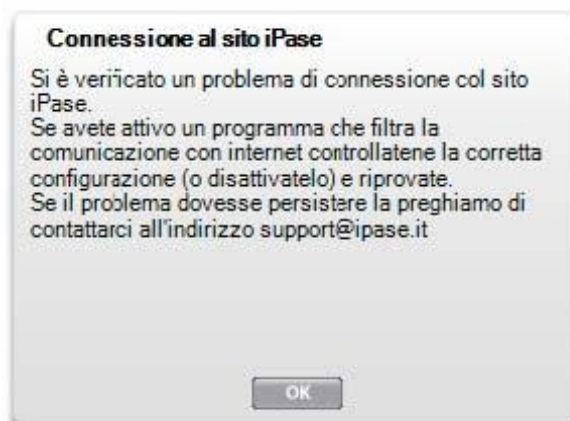 Connessione al sito iPase
Si è verificato un problema di connessione col sito
iPase.
Se avete attivo un programma che filtra la
comunicazione con internet controllatene la corretta
configurazione (o disattivatelo) e riprovate.
Se il problema dovesse persistere la preghiamo di
contattarci all'indirizzo support@ipase.it
OK